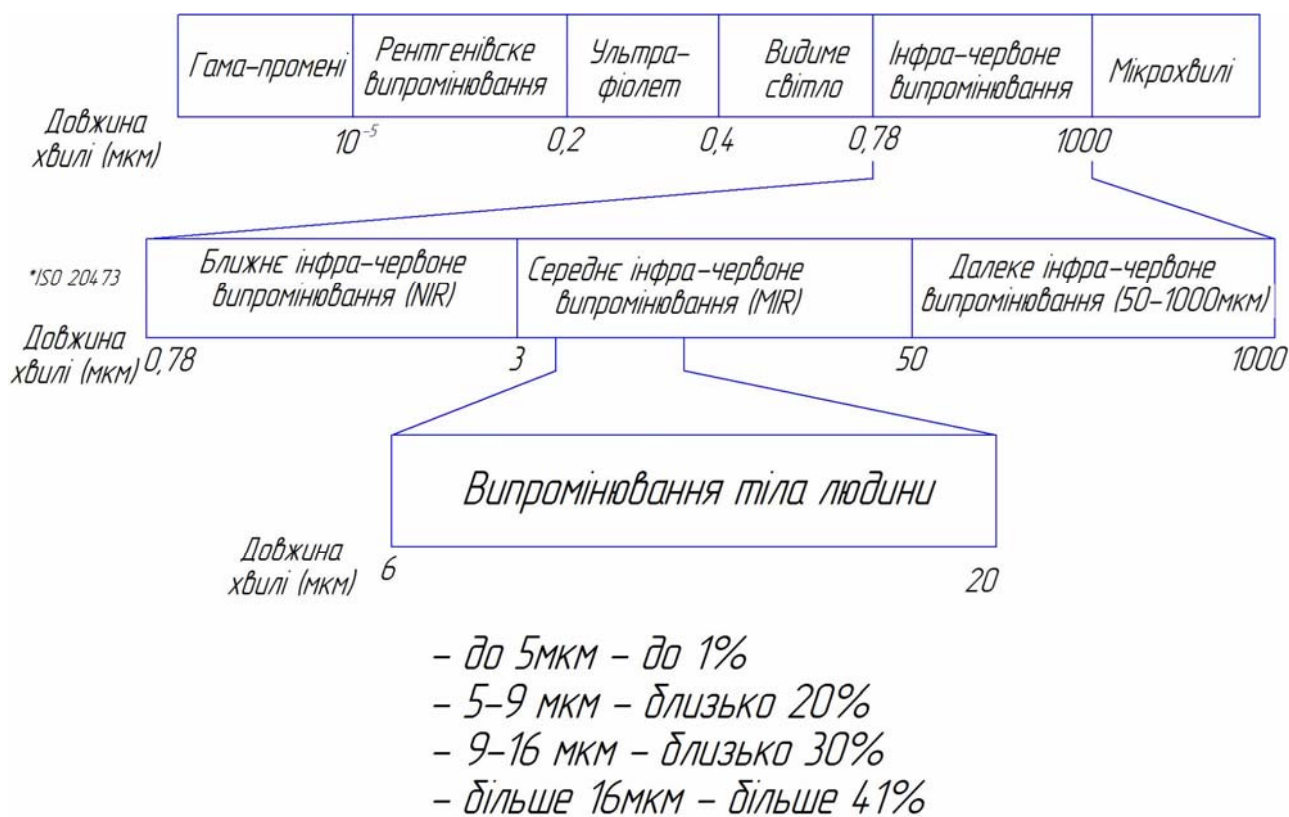 Гама-промені
Рентгенівске
випромінювання
Ультра-
фіолет
Видиме
світло
Інфра-червоне
випромінювання
Мікрохвилі
Довжина
хвилі (мкм)
10⁻⁵
0,2
0,4
0,78
1000
*ISO 20473
Ближнє інфра-червоне
випромінювання (NIR)
Середнє інфра-червоне
випромінювання (MIR)
Далеке інфра-червоне
випромінювання (50-1000мкм)
Довжина
хвилі (мкм)
0,78
3
50
1000
Випромінювання тіла людини
Довжина
хвилі (мкм)
6
20
- до 5мкм - до 1%
- 5-9 мкм - близько 20%
- 9-16 мкм - близько 30%
- більше 16мкм - більше 41%